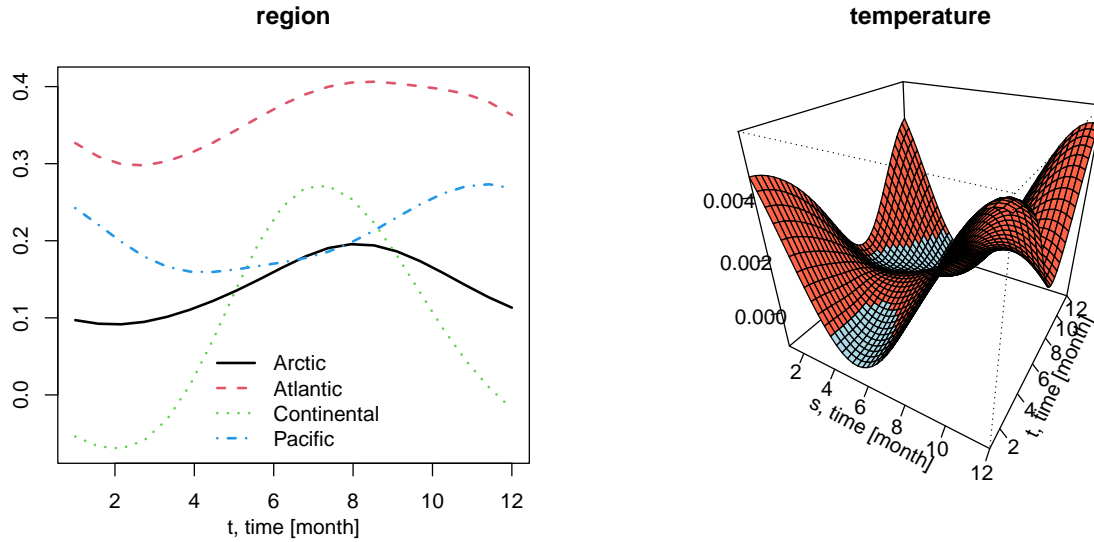 region
0.4
0.3
0.2
0.1
0.0
Arctic
Atlantic
Continental
Pacific
2 4 6 8 10 12
t, time [month]
temperature
0.004
0.002
0.000
2 4 6 8 10 12
s, time [month]
2 4 6 8 10 12
t, time [month]